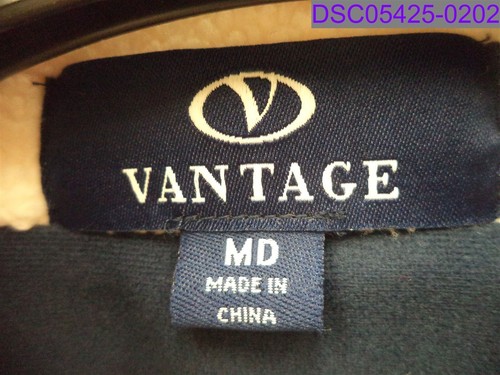 DSC05425-0202
V
VANTAGE
MD
MADE IN
CHINA